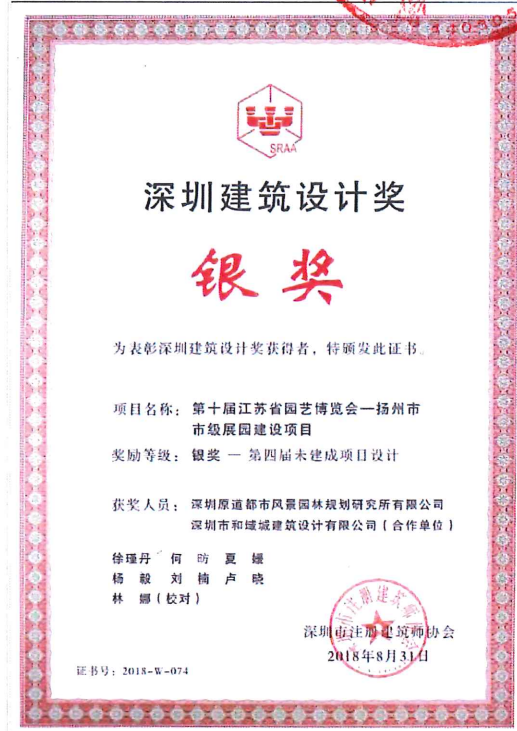 SRAA
深圳建筑设计奖
银奖
为表彰深圳建筑设计奖获得者，特颁发此证书。
项目名称：第十届江苏省园艺博览会—扬州市
市级展园建设项目
奖励等级：银奖 — 第四届未建成项目设计
获奖人员：深圳原道都市风景园林规划研究所有限公司
深圳市和域城建筑设计有限公司（合作单位）
徐瑾丹 何昉 夏媛
杨毅 刘楠 卢晓
林娜（校对）
深圳市注册建筑师协会
2018年8月31日
证书号：2018-W-074